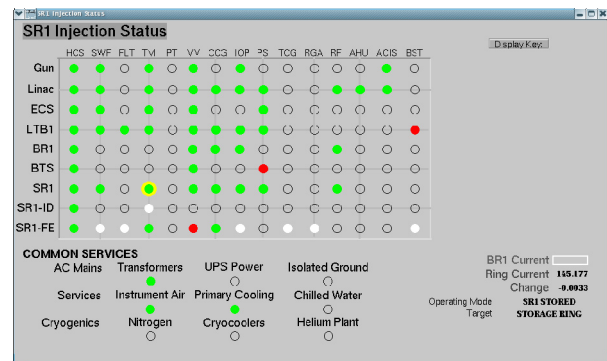 SR1 Injection Status
SR1 Injection Status
Display Key:
HCS SWF FLT TM PT VV CCG IOP PS TCG RGA RF AHU ACIS BST
Gun
Linac
ECS
LTB1
BR1
BTS
SR1
SR1-ID
SR1-FE
COMMON SERVICES
AC Mains Transformers UPS Power Isolated Ground
Services Instrument Air Primary Cooling Chilled Water
Cryogenics Nitrogen Cryocoolers Helium Plant
BR1 Current
Ring Current 155.177
Change -0.0933
Operating Mode SR1 STORED
Target STORAGE RING